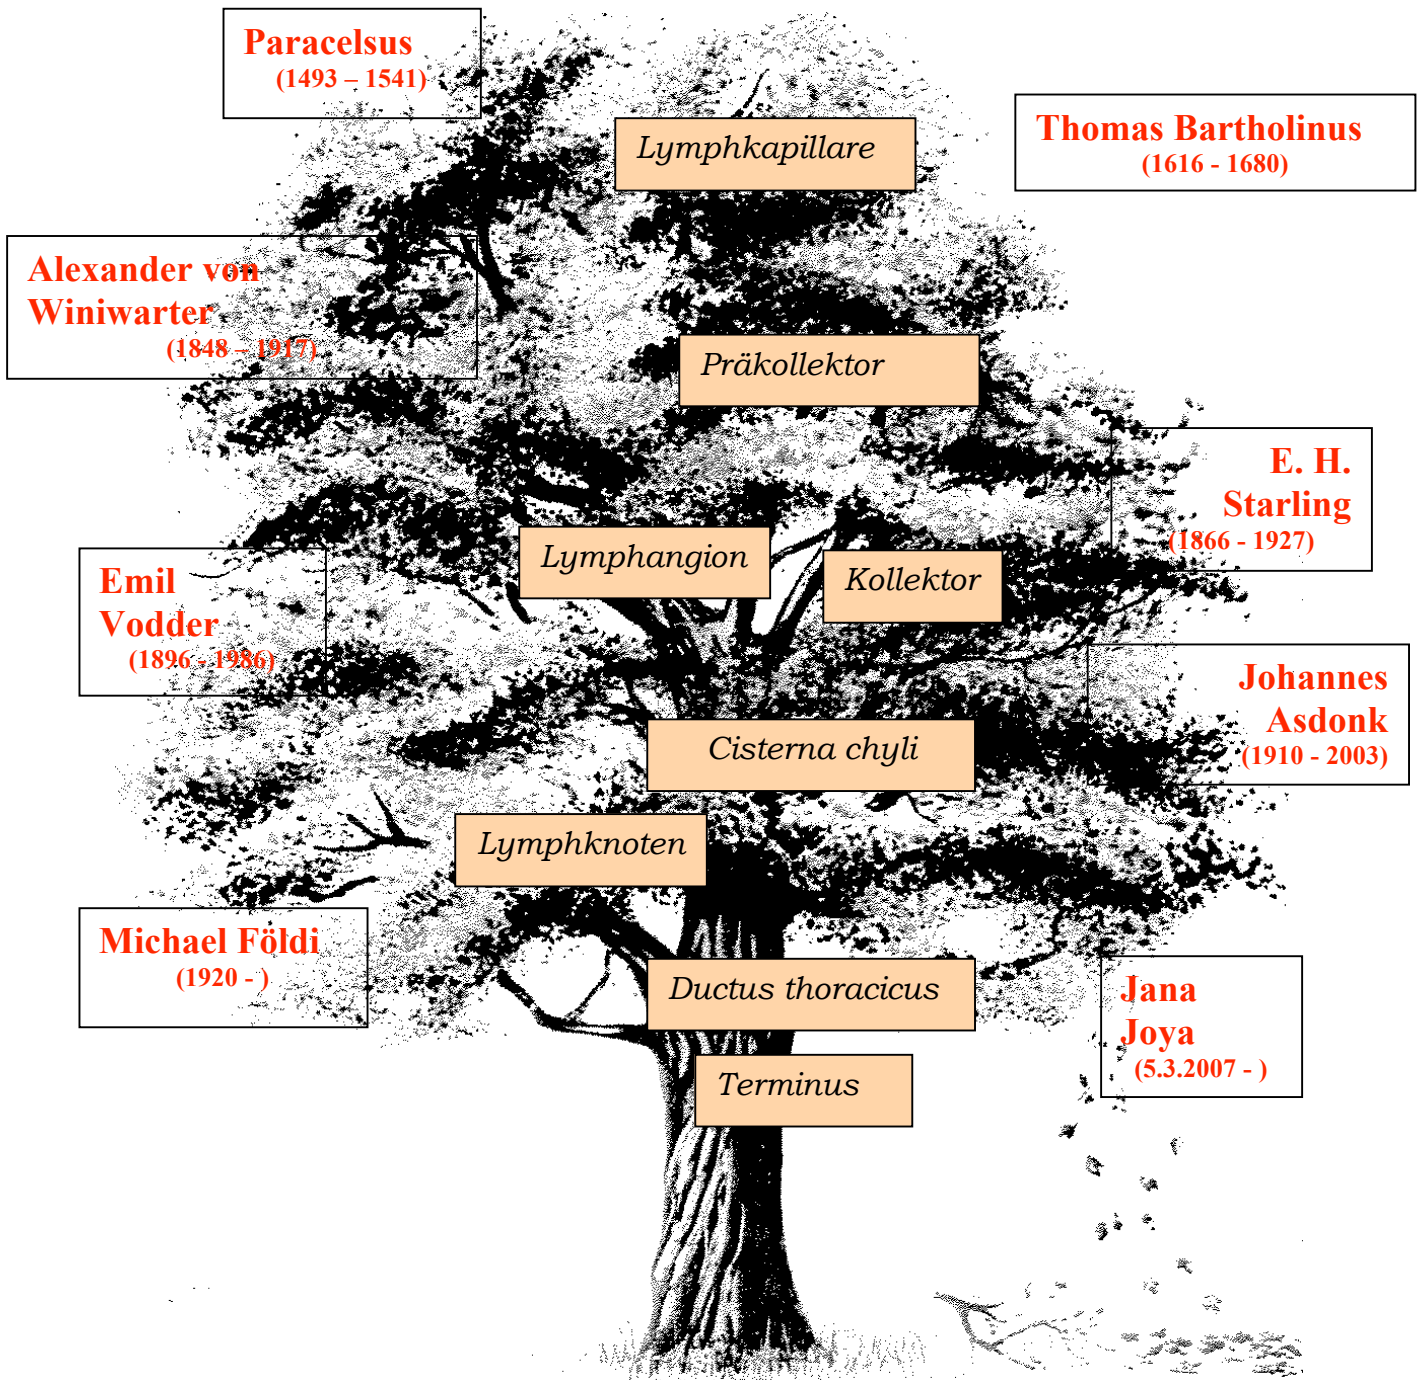 Paracelsus
(1493 – 1541)
Thomas Bartholinus
(1616 - 1680)
Lymphkapillare
Alexander von
Winiwarter
(1848 – 1917)
Präkollektor
E. H.
Starling
(1866 - 1927)
Lymphangion
Kollektor
Emil
Vodder
(1896 - 1986)
Johannes
Asdonk
(1910 - 2003)
Cisterna chyli
Lymphknoten
Michael Földi
(1920 - )
Ductus thoracicus
Jana
Joya
(5.3.2007 - )
Terminus